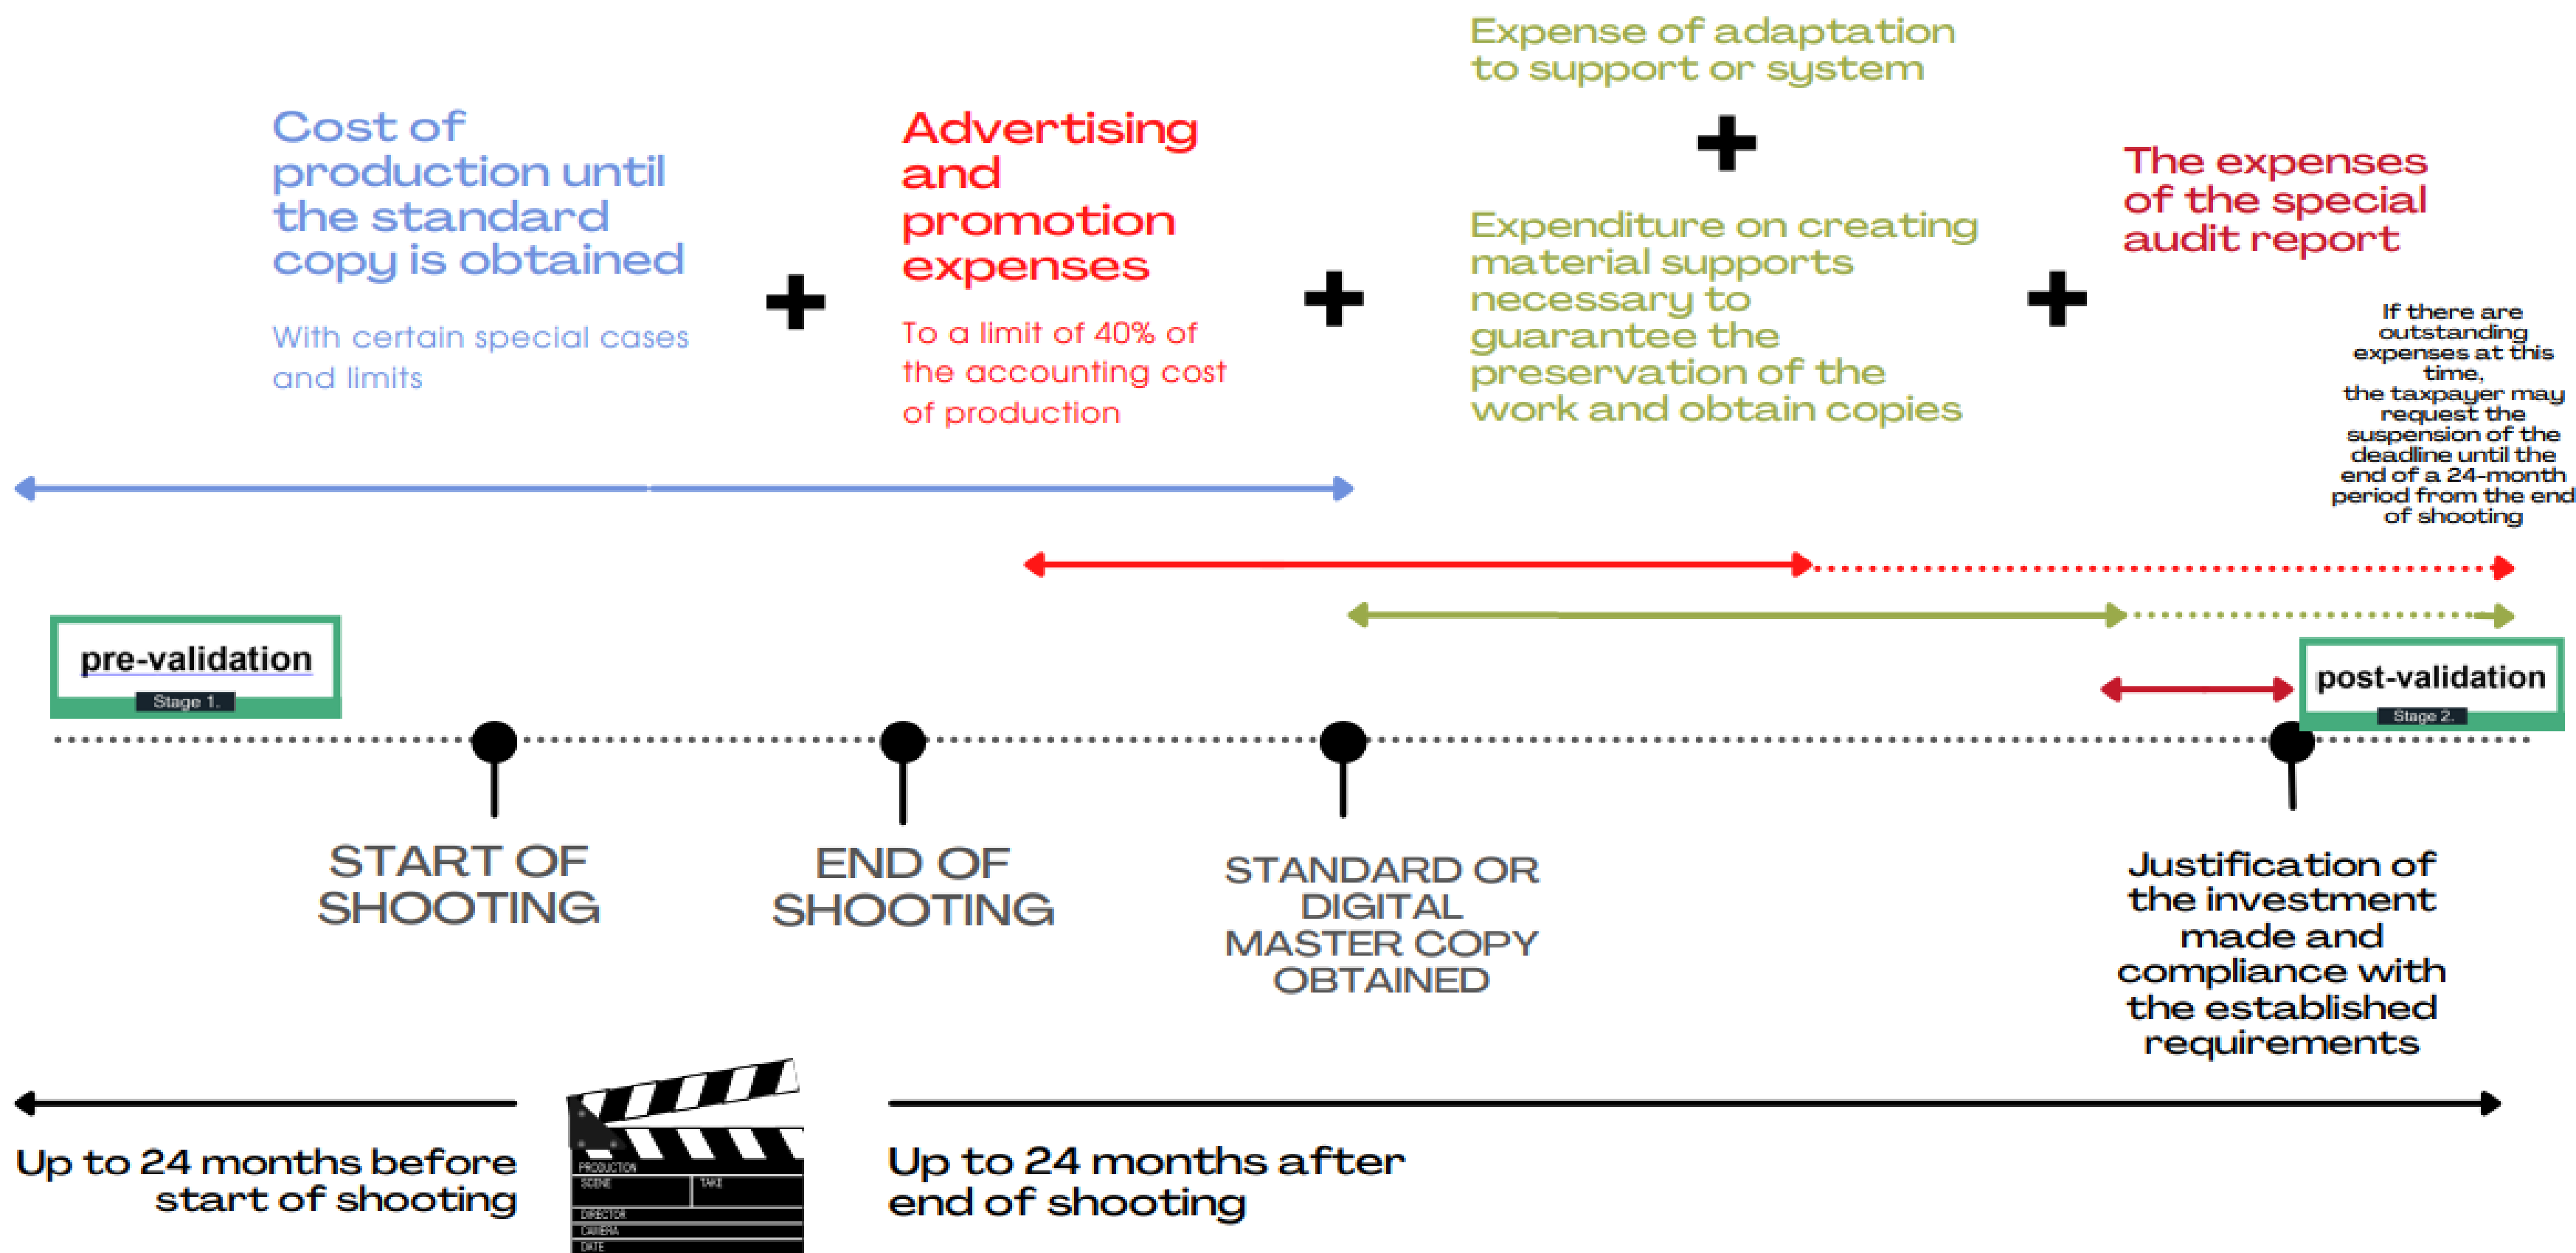 Expense of adaptation
to support or system
Cost of
production until
the standard
copy is obtained
With certain special cases
and limits
+
Advertising
and
promotion
expenses
To a limit of 40% of
the accounting cost
of production
+
+
Expenditure on creating
material supports
necessary to
guarantee the
preservation of the
work and obtain copies
+
The expenses
of the special
audit report
If there are
outstanding
expenses at this
time,
the taxpayer may
request the
suspension of the
deadline until the
end of a 24-month
period from the end
of shooting
pre-validation
Stage 1.
post-validation
Stage 2.
START OF
SHOOTING
END OF
SHOOTING
STANDARD OR
DIGITAL
MASTER COPY
OBTAINED
Justification of
the investment
made and
compliance with
the established
requirements
Up to 24 months before
start of shooting
PRODUCTION
SCENE TAKE
DIRECTOR
CAMERA
DATE
Up to 24 months after
end of shooting